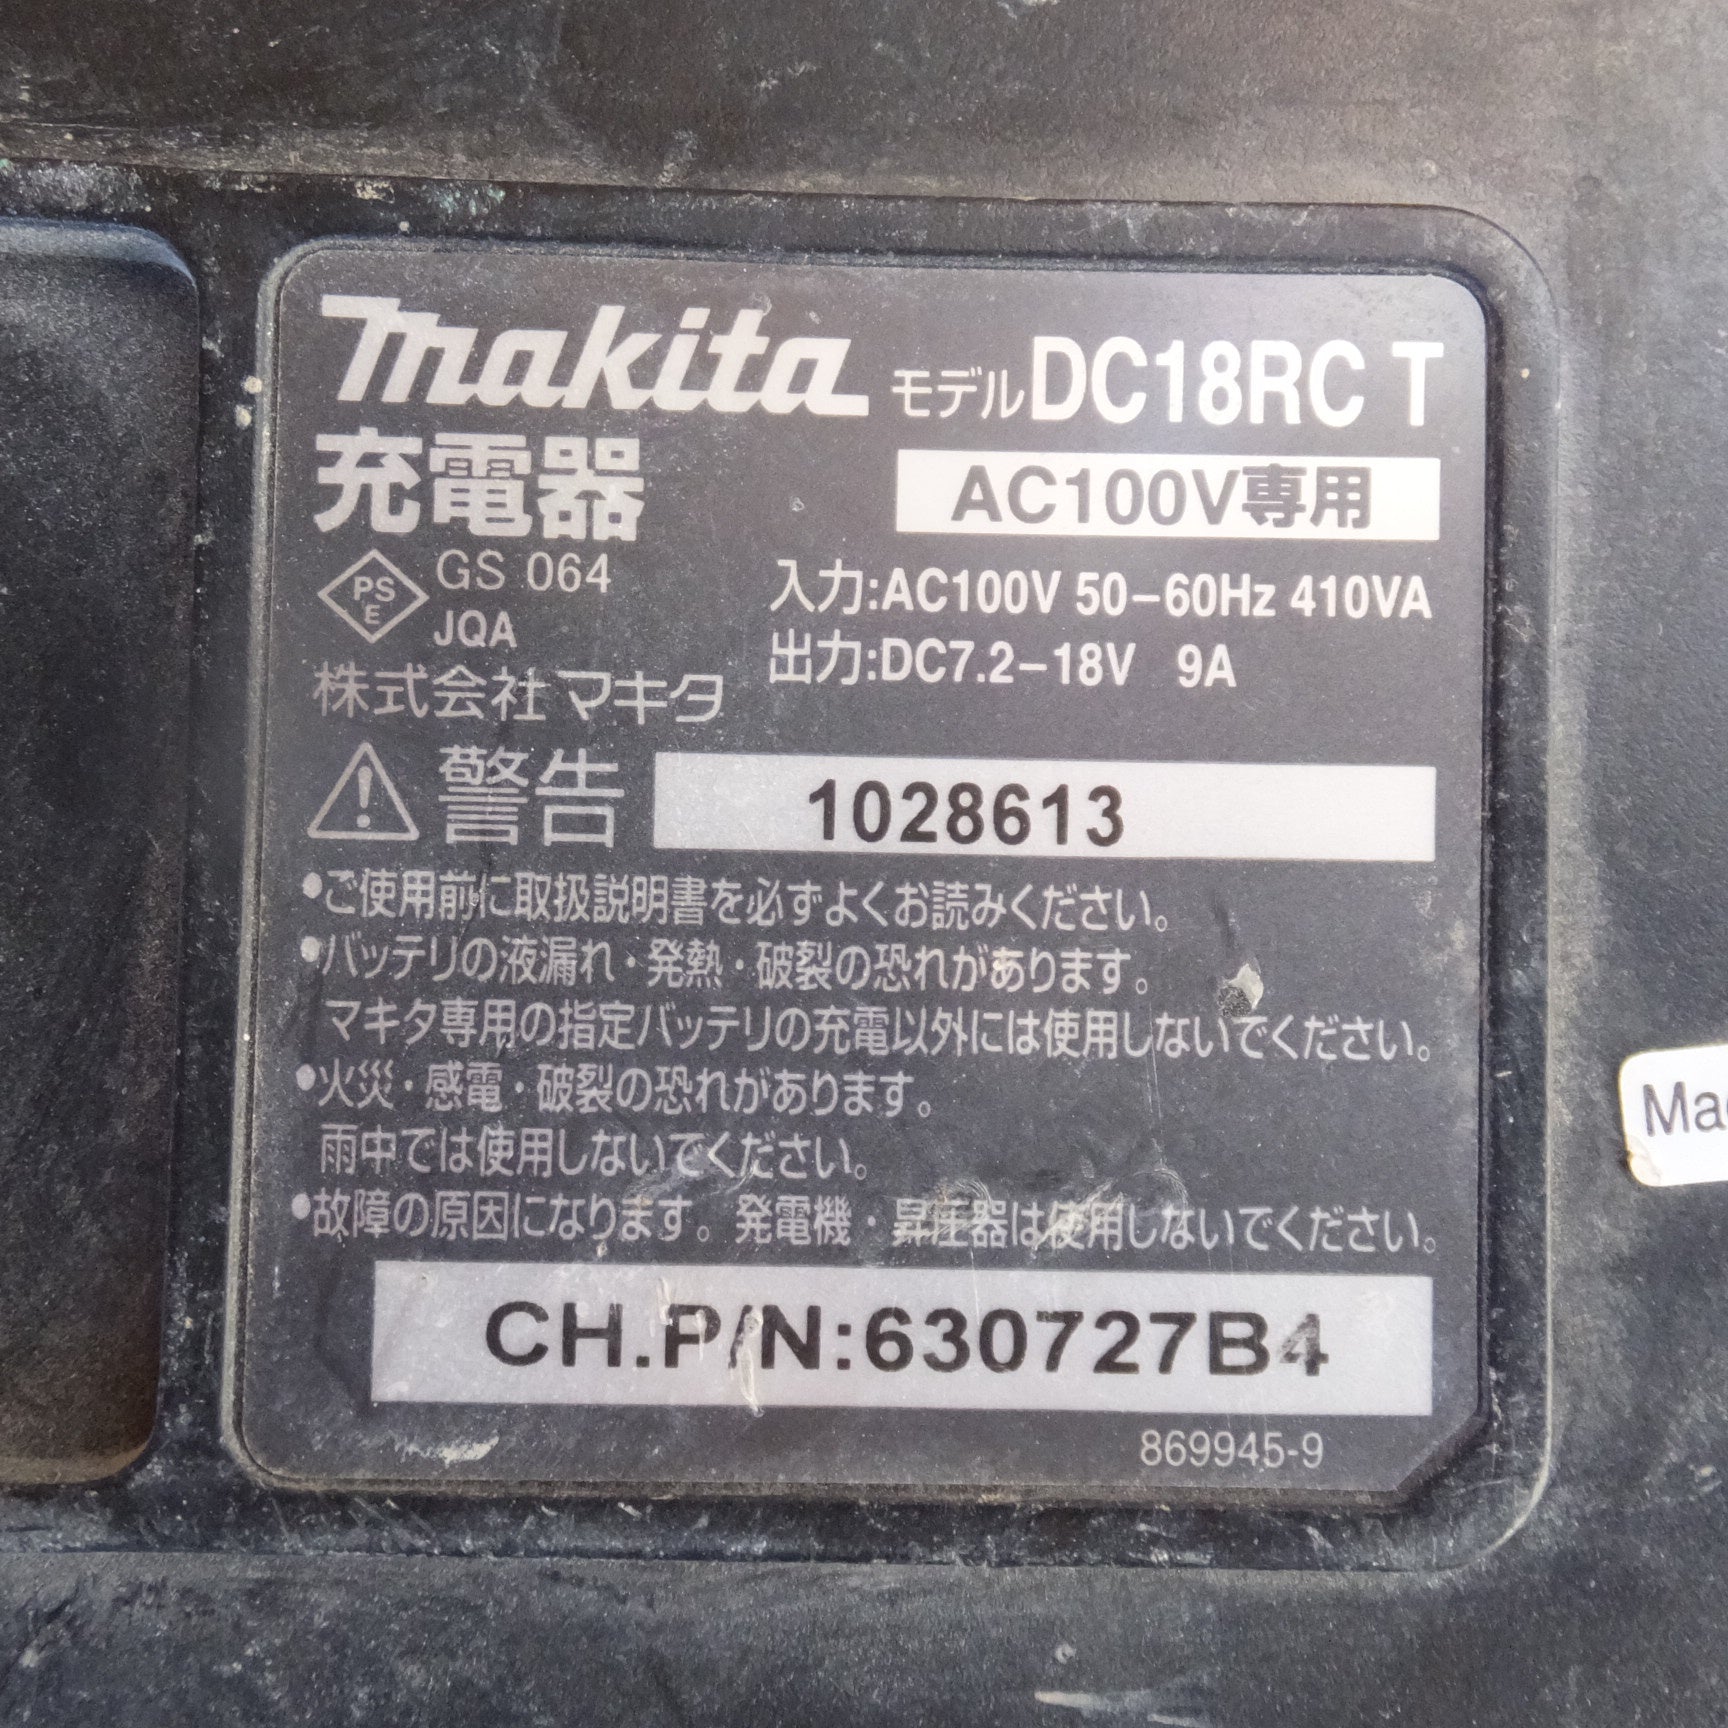 makita モデル DC18RC T
充電器
AC100V専用
PS E
GS 064
JQA
入力:AC100V 50-60Hz 410VA
出力:DC7.2-18V 9A
株式会社マキタ
警告
1028613
•ご使用前に取扱説明書を必ずよくお読みください。
•バッテリの液漏れ・発熱・破裂の恐れがあります。
マキタ専用の指定バッテリの充電以外には使用しないでください。
•火災・感電・破裂の恐れがあります。
雨中では使用しないでください。
•故障の原因になります。発電機・昇圧器は使用しないでください。
CH.P/N:630727B4
869945-9